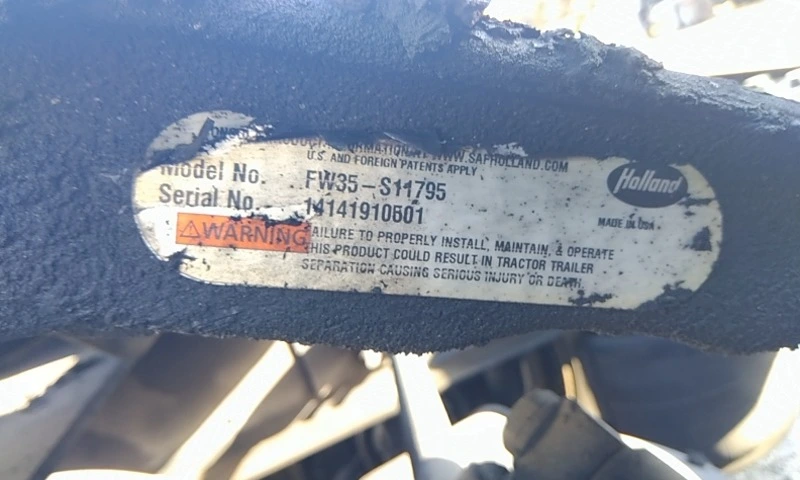 INFORMATION AT WWW.SAFHOLLAND.COM
U.S. AND FOREIGN PATENTS APPLY
Model No. FW35-S11795
Serial No. 14141910601
Holland
MADE IN USA
⚠WARNING
FAILURE TO PROPERLY INSTALL, MAINTAIN, & OPERATE
THIS PRODUCT COULD RESULT IN TRACTOR TRAILER
SEPARATION CAUSING SERIOUS INJURY OR DEATH.